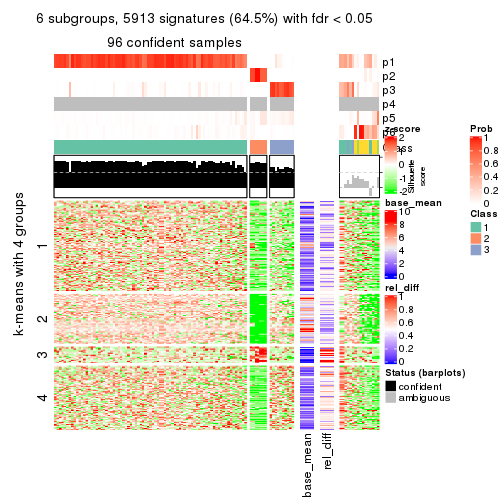 6 subgroups, 5913 signatures (64.5%) with fdr < 0.05
96 confident samples
p1
p2
p3
p4
p5
Class
z-score
2
1
0
-1
-2
Silhouette
score
Prob
1
0.8
0.6
0.4
0.2
0
Class
1
2
3
base_mean
10
8
6
4
2
0
rel_diff
1
0.8
0.6
0.4
0.2
0
Status (barplots)
confident
ambiguous
k-means with 4 groups
1
2
3
4
base_mean
rel_diff